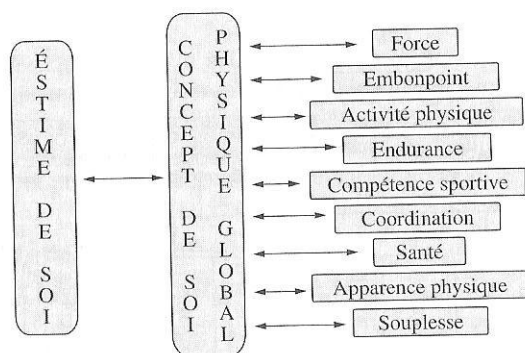 ÉSTIME DE SOI
CONCEPT DE SOI
PHYSIQUE GLOBAL
Force
Embonpoint
Activité physique
Endurance
Compétence sportive
Coordination
Santé
Apparence physique
Souplesse